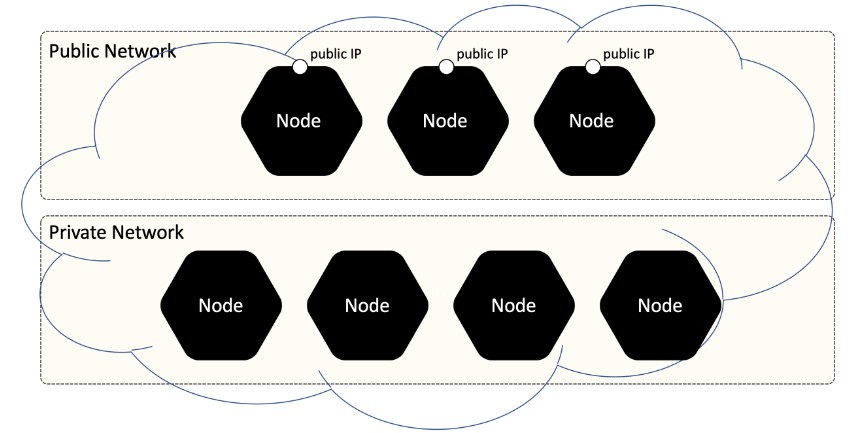 Public Network
public IP
public IP
public IP
Node
Node
Node
Private Network
Node
Node
Node
Node